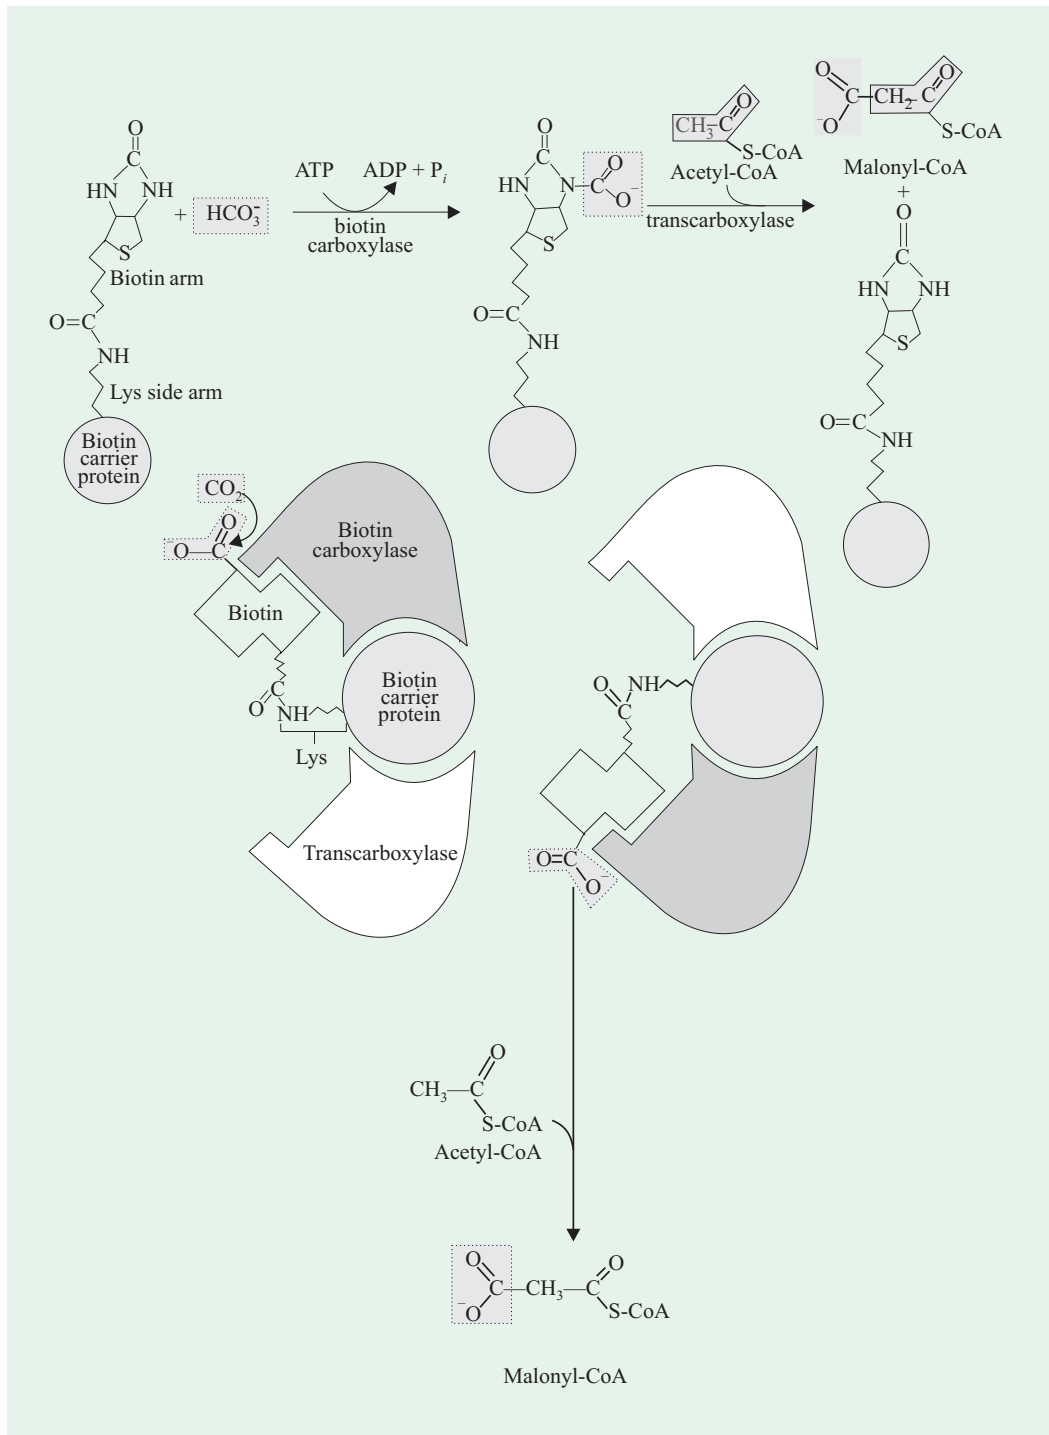 O
C
HN NH
S
+ HCO₃⁻
Biotin arm
O=C
NH
Lys side arm
Biotin
carrier
protein
ATP ADP + Pi
biotin
carboxylase
O
C
HN N–C
O
O⁻
S
O=C
NH
CH₃–C
O
S-CoA
Acetyl-CoA
transcarboxylase
O
C–CH₂–C
O
⁻O
S-CoA
Malonyl-CoA
+
O
C
HN NH
S
O=C
NH
CO₂
O
⁻O–C
Biotin
carboxylase
Biotin
C
O
NH
Lys
Biotin
carrier
protein
Transcarboxylase
O NH
C
O=C
O⁻
O
CH₃–C
S-CoA
Acetyl-CoA
O O
C–CH₃–C
⁻O S-CoA
Malonyl-CoA